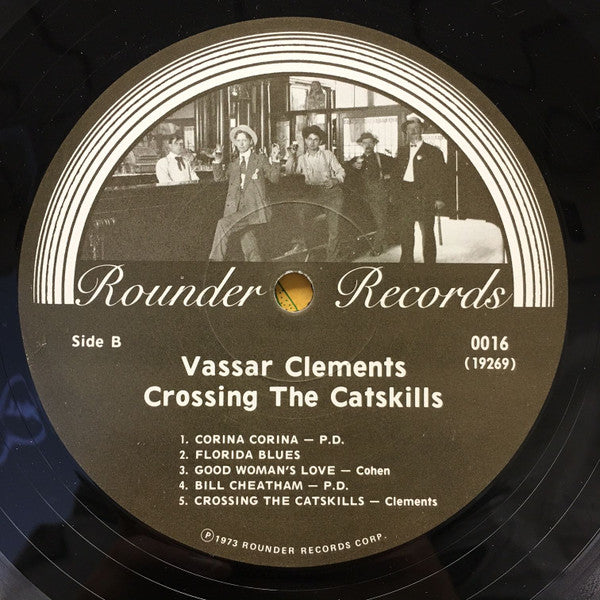 Rounder Records
Side B
0016
(19269)
Vassar Clements
Crossing The Catskills
1. CORINA CORINA — P.D.
2. FLORIDA BLUES
3. GOOD WOMAN'S LOVE — Cohen
4. BILL CHEATHAM — P.D.
5. CROSSING THE CATSKILLS — Clements
Ⓟ1973 ROUNDER RECORDS CORP.